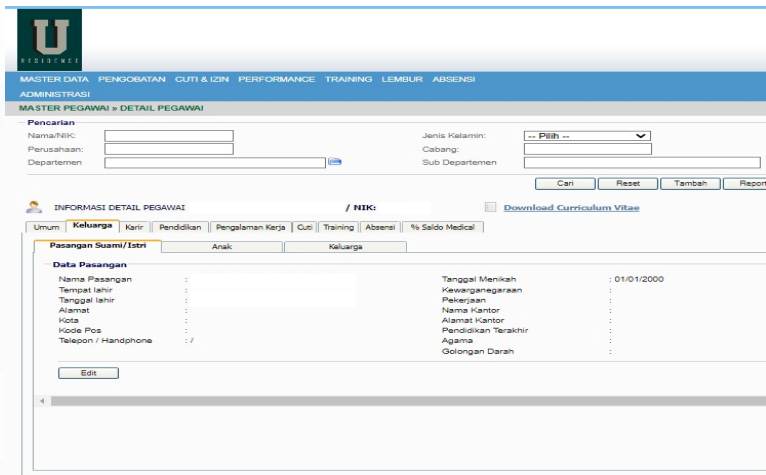 U
RESIDENCE
MASTER DATA PENGOBATAN CUTI & IZIN PERFORMANCE TRAINING LEMBUR ABSENSI
ADMINISTRASI
MASTER PEGAWAI » DETAIL PEGAWAI
Pencarian
Nama/NIK: Jenis Kelamin: -- Pilih --
Perusahaan: Cabang:
Departemen Sub Departemen
Cari Reset Tambah Report
INFORMASI DETAIL PEGAWAI / NIK: Download Curriculum Vitae
Umum Keluarga Karir Pendidikan Pengalaman Kerja Cuti Training Absensi % Saldo Medical
Pasangan Suami/Istri Anak Keluarga
Data Pasangan
Nama Pasangan : Tanggal Menikah : 01/01/2000
Tempat lahir : Kewarganegaraan :
Tanggal lahir : Pekerjaan :
Alamat : Nama Kantor :
Kota : Alamat Kantor :
Kode Pos : Pendidikan Terakhir :
Telepon / Handphone : / Agama :
Golongan Darah :
Edit